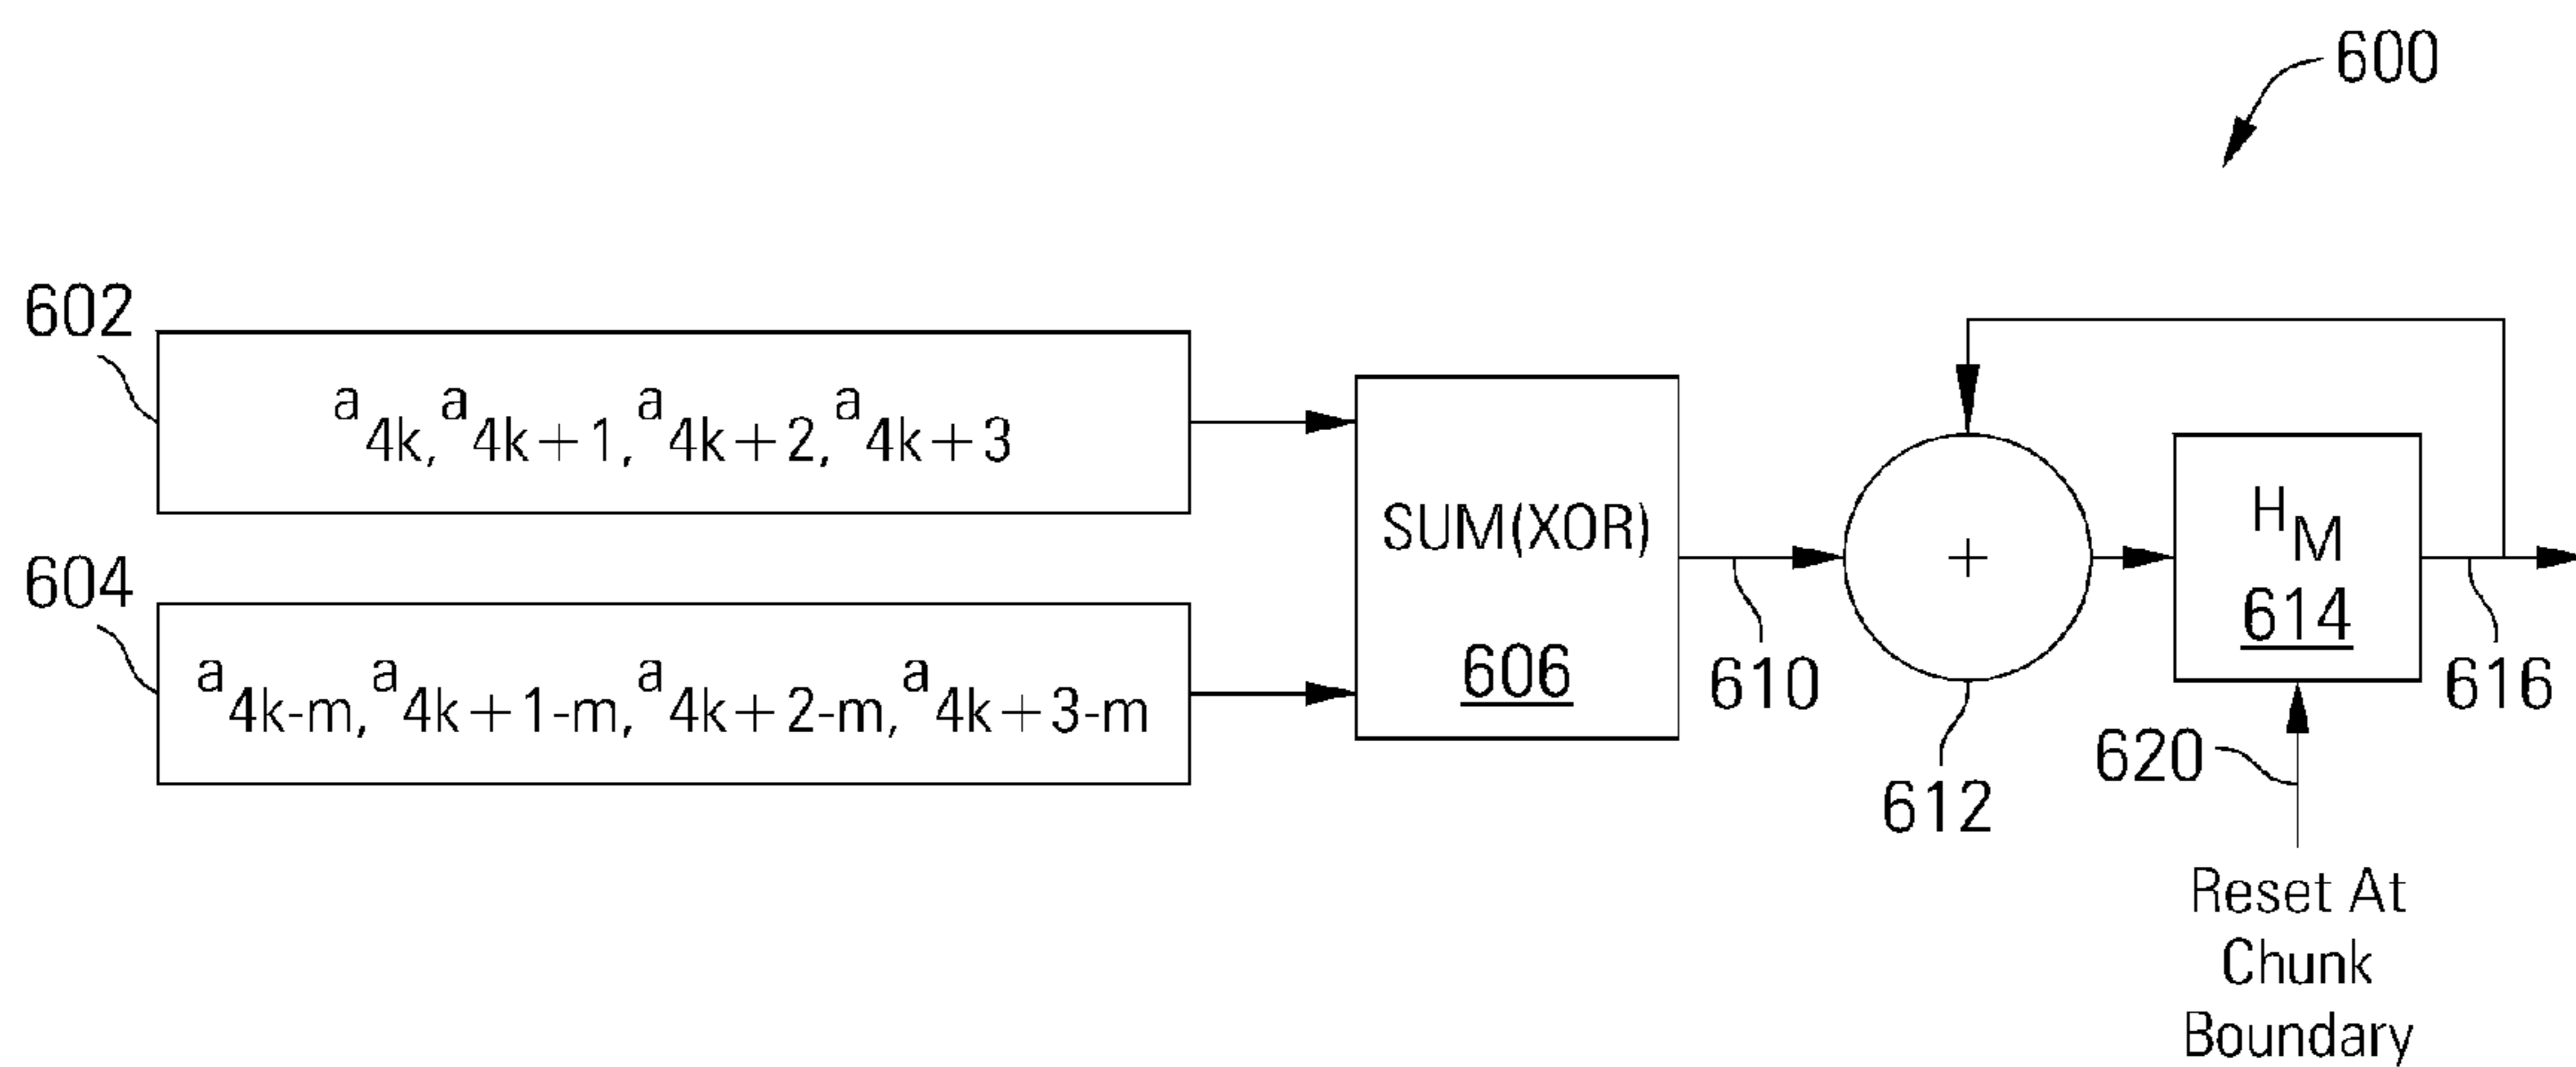 600
602
a4k, a4k+1, a4k+2, a4k+3
604
a4k-m, a4k+1-m, a4k+2-m, a4k+3-m
SUM(XOR)
606
610
+
612
HM
614
616
620
Reset At
Chunk
Boundary